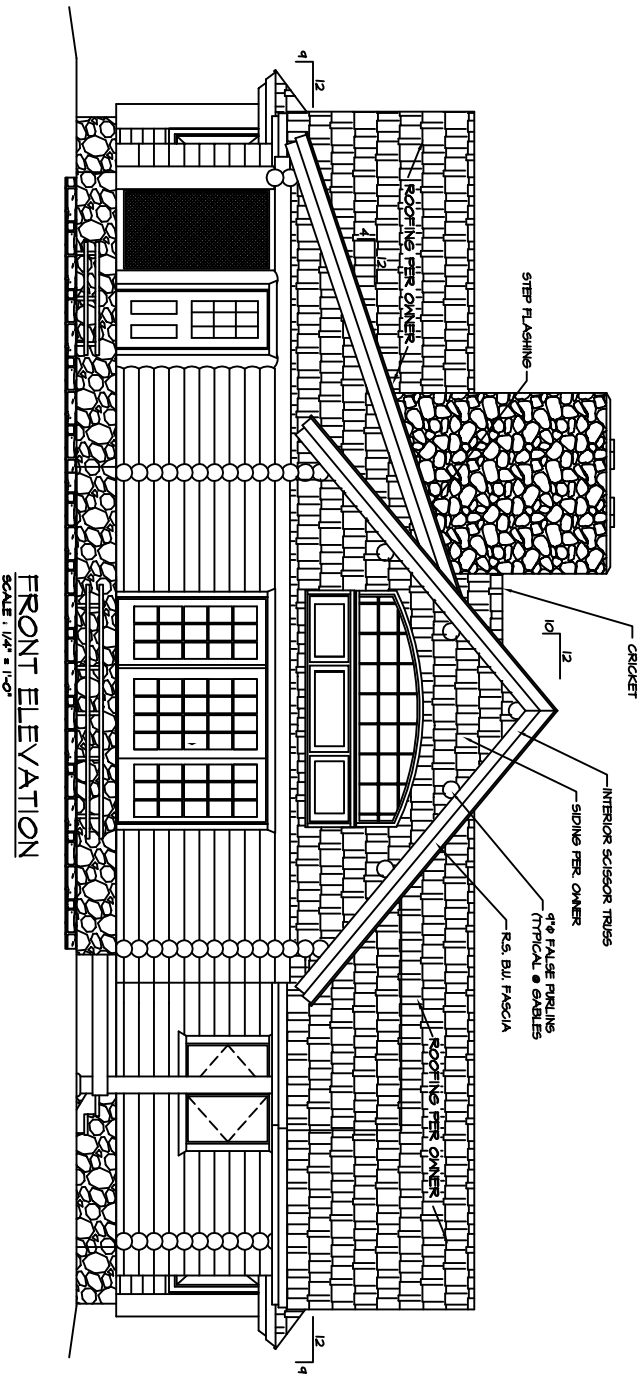 CRICKET
INTERIOR SCISSOR TRUSS
SIDING PER OWNER
9"Ø FALSE PURLINS
(TYPICAL @ GABLES
R.S. B.U. FASCIA
STEP FLASHING
10
12
ROOFING PER OWNER
ROOFING PER OWNER
4
12
9
12
12
9
FRONT ELEVATION
SCALE : 1/4" = 1'-0"